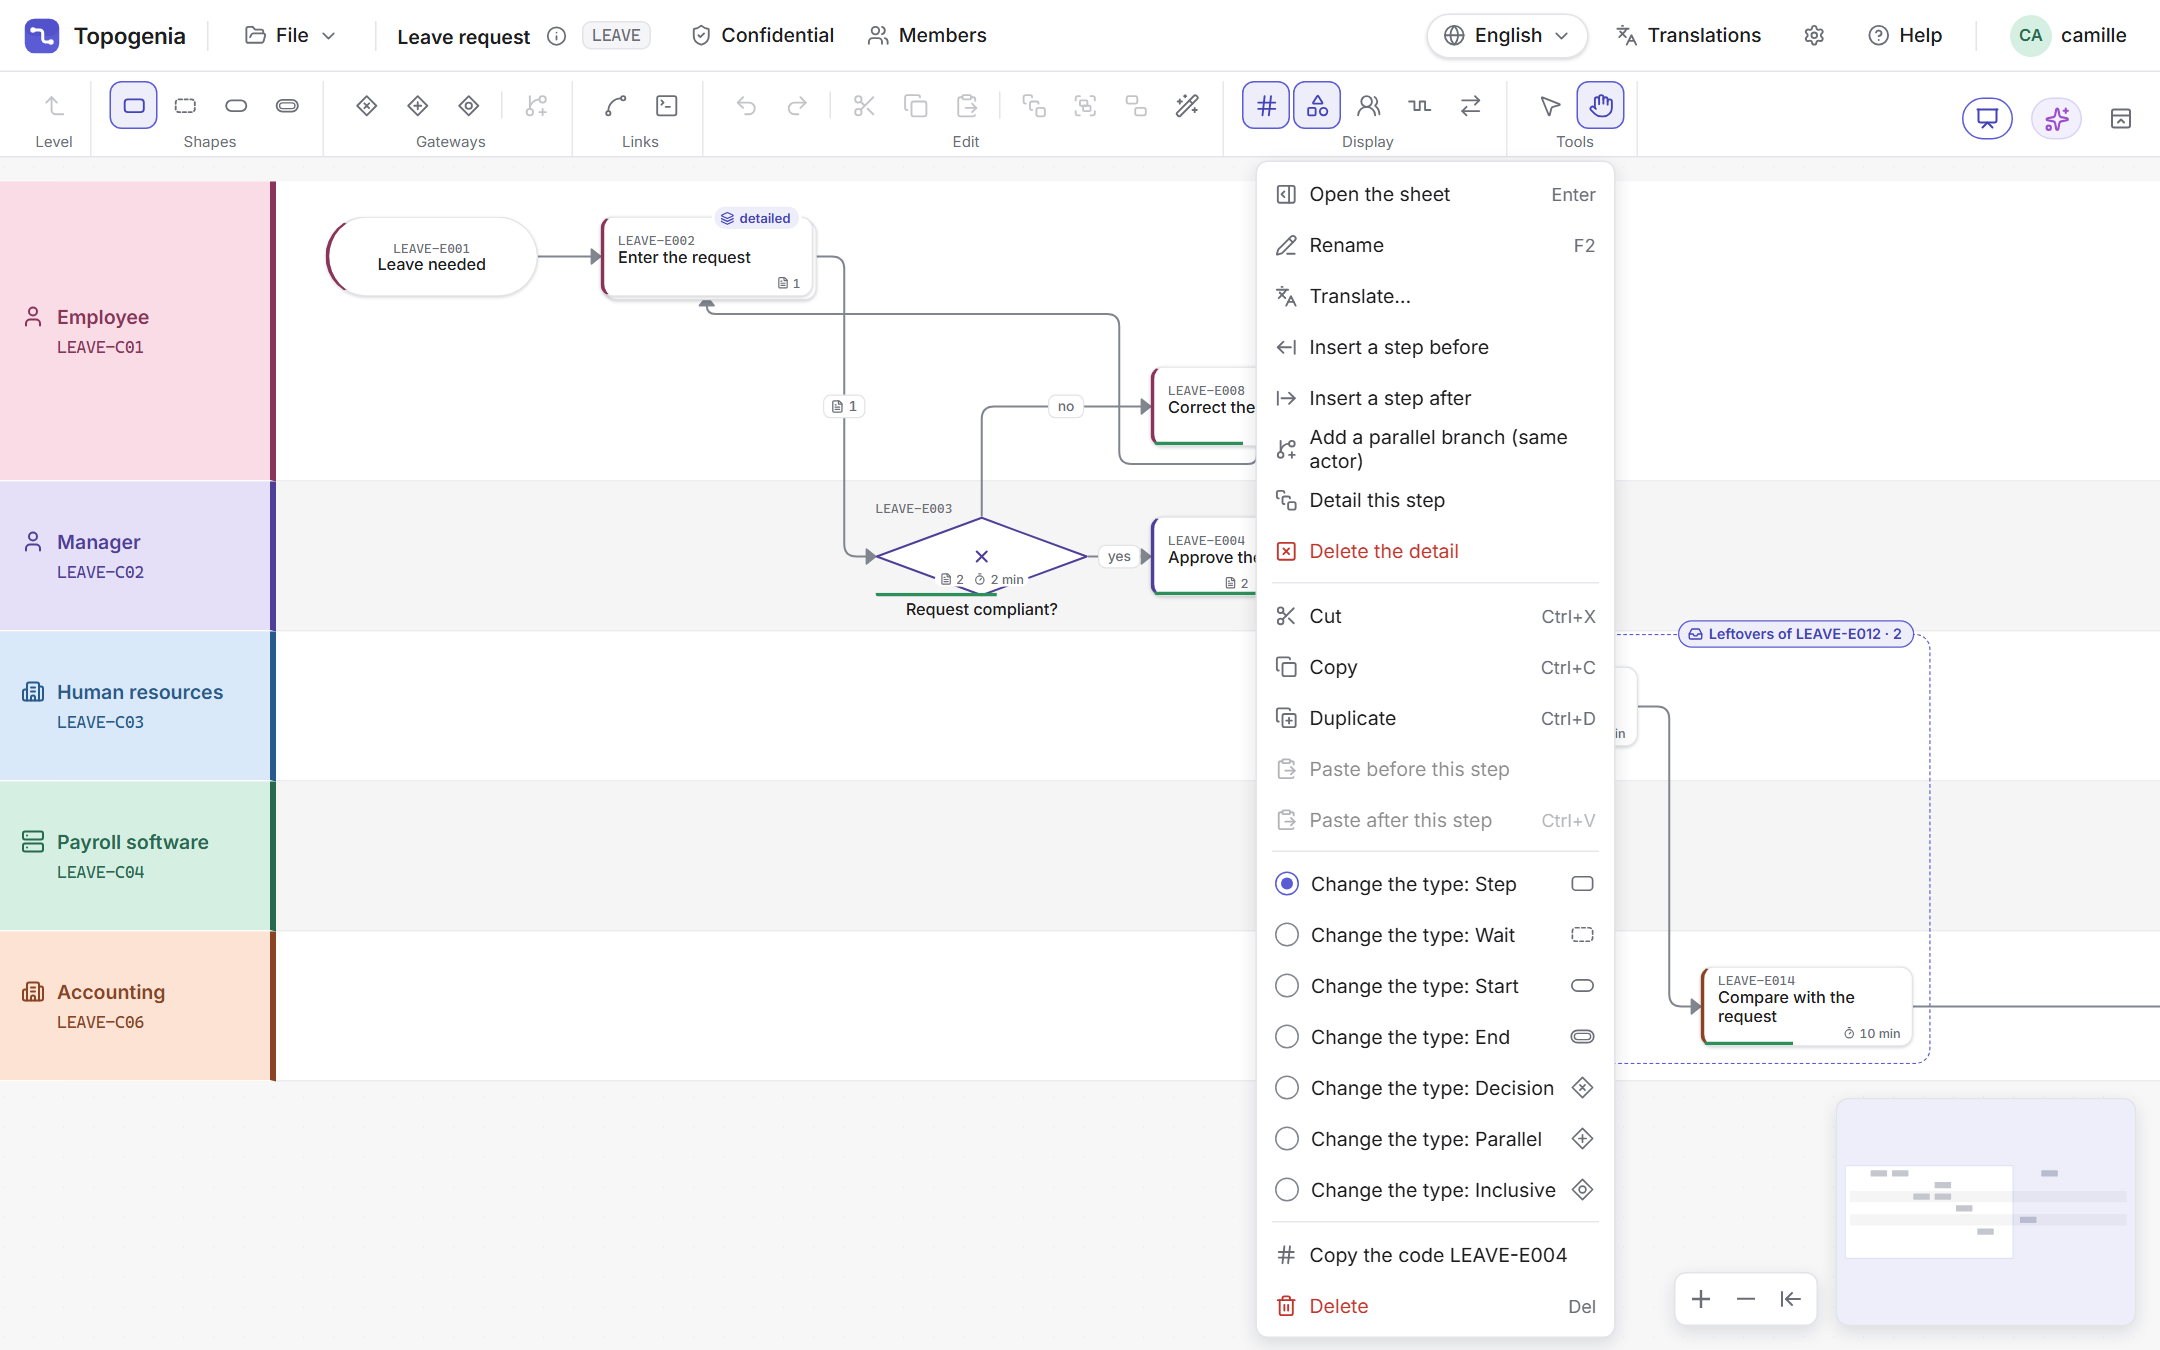 Topogenia
File
Leave request
LEAVE
Confidential
Members
English
Translations
Help
CA
camille
Level
Shapes
Gateways
Links
Edit
Display
Tools
Employee
LEAVE-C01
Manager
LEAVE-C02
Human resources
LEAVE-C03
Payroll software
LEAVE-C04
Accounting
LEAVE-C06
LEAVE-E001
Leave needed
detailed
LEAVE-E002
Enter the request
1
1
no
LEAVE-E008
Correct the
LEAVE-E003
2
2 min
Request compliant?
yes
LEAVE-E004
Approve the
2
Open the sheet Enter
Rename F2
Translate...
Insert a step before
Insert a step after
Add a parallel branch (same
actor)
Detail this step
Delete the detail
Cut Ctrl+X
Copy Ctrl+C
Duplicate Ctrl+D
Paste before this step
Paste after this step Ctrl+V
Change the type: Step
Change the type: Wait
Change the type: Start
Change the type: End
Change the type: Decision
Change the type: Parallel
Change the type: Inclusive
Copy the code LEAVE-E004
Delete Del
Leftovers of LEAVE-E012 · 2
in
LEAVE-E014
Compare with the
request
10 min